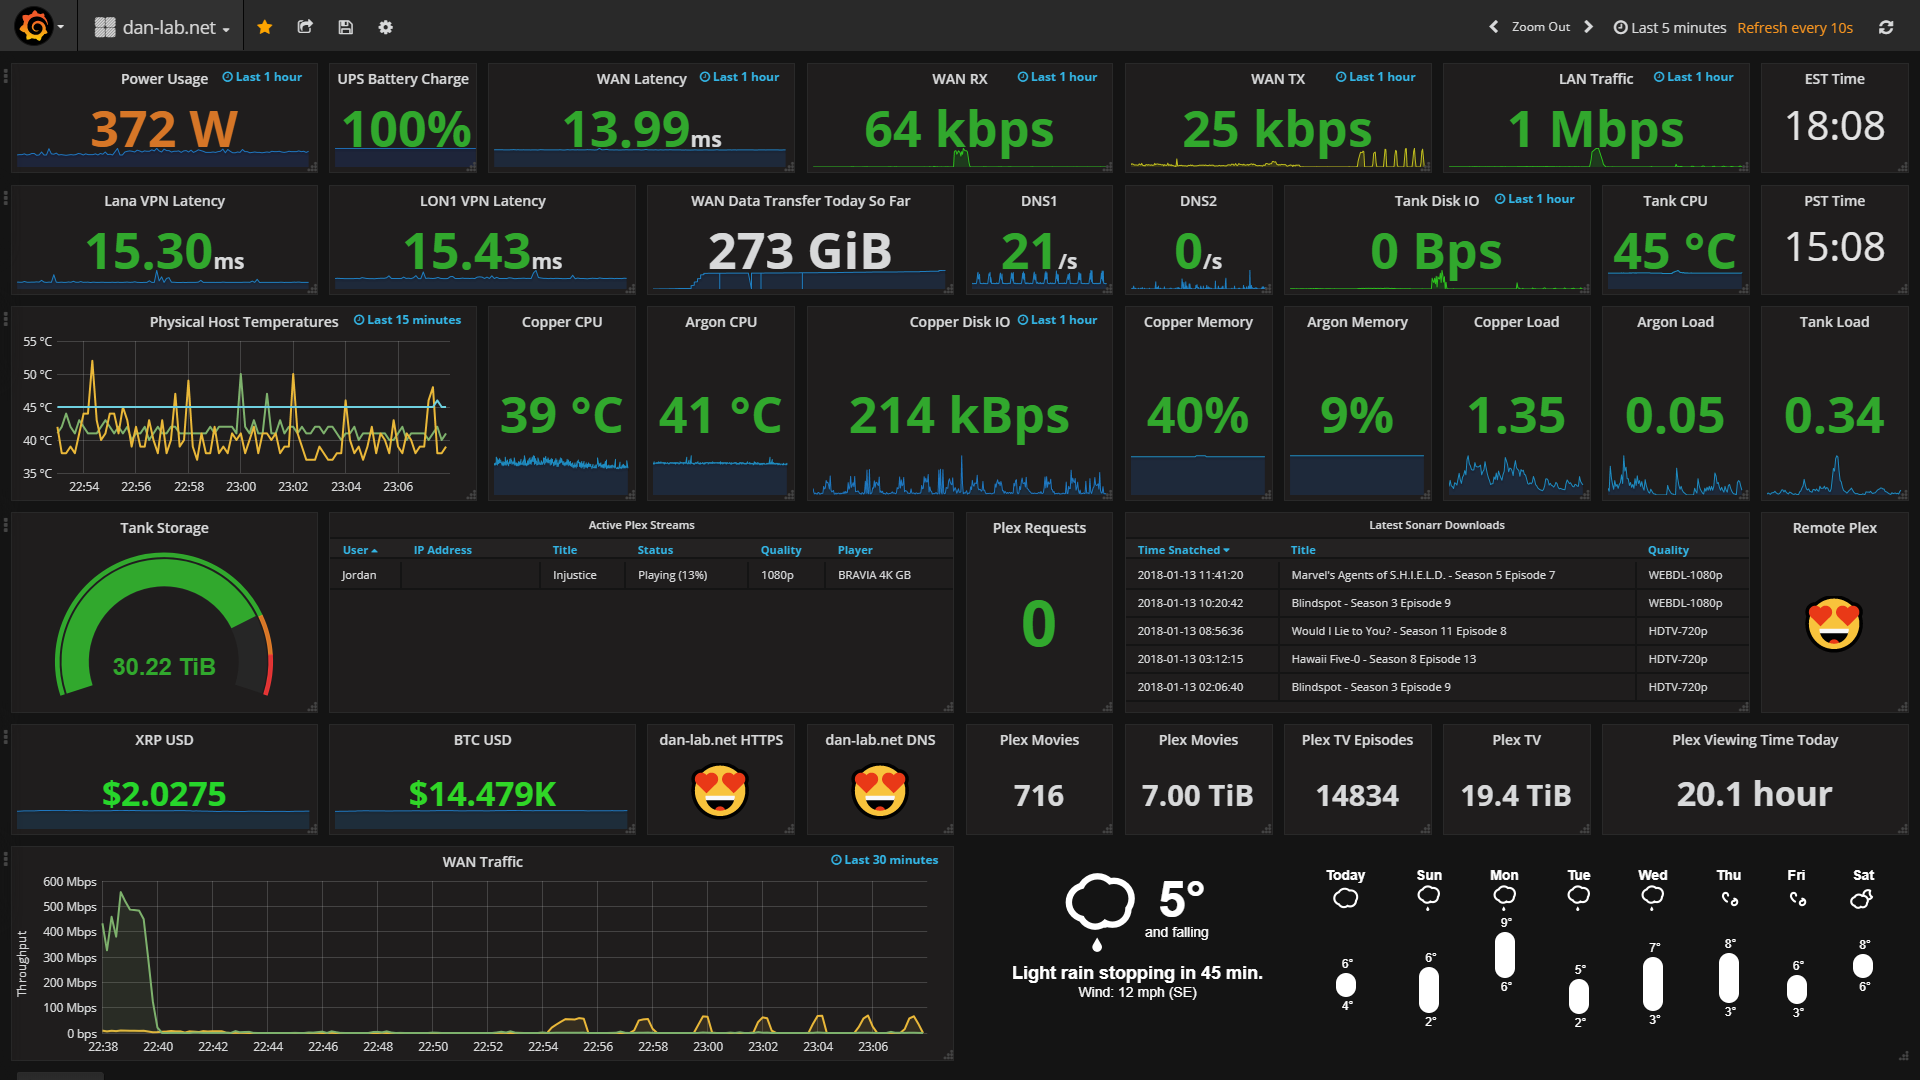 dan-lab.net
Zoom Out
Last 5 minutes
Refresh every 10s
Power Usage
Last 1 hour
372 W
UPS Battery Charge
100%
WAN Latency
Last 1 hour
13.99ms
WAN RX
Last 1 hour
64 kbps
WAN TX
Last 1 hour
25 kbps
LAN Traffic
Last 1 hour
1 Mbps
EST Time
18:08
Lana VPN Latency
15.30ms
LON1 VPN Latency
15.43ms
WAN Data Transfer Today So Far
273 GiB
DNS1
21/s
DNS2
0/s
Tank Disk IO
Last 1 hour
0 Bps
Tank CPU
45 °C
PST Time
15:08
Physical Host Temperatures
Last 15 minutes
55 °C
50 °C
45 °C
40 °C
35 °C
22:54
22:56
22:58
23:00
23:02
23:04
23:06
Copper CPU
39 °C
Argon CPU
41 °C
Copper Disk IO
Last 1 hour
214 kBps
Copper Memory
40%
Argon Memory
9%
Copper Load
1.35
Argon Load
0.05
Tank Load
0.34
Tank Storage
30.22 TiB
Active Plex Streams
User IP Address Title Status Quality Player
Jordan Injustice Playing (13%) 1080p BRAVIA 4K GB
Plex Requests
0
Latest Sonarr Downloads
Time Snatched Title Quality
2018-01-13 11:41:20 Marvel's Agents of S.H.I.E.L.D. - Season 5 Episode 7 WEBDL-1080p
2018-01-13 10:20:42 Blindspot - Season 3 Episode 9 WEBDL-1080p
2018-01-13 08:56:36 Would I Lie to You? - Season 11 Episode 8 HDTV-720p
2018-01-13 03:12:15 Hawaii Five-0 - Season 8 Episode 13 HDTV-720p
2018-01-13 02:06:40 Blindspot - Season 3 Episode 9 HDTV-720p
Remote Plex
XRP USD
$2.0275
BTC USD
$14.479K
dan-lab.net HTTPS
dan-lab.net DNS
Plex Movies
716
Plex Movies
7.00 TiB
Plex TV Episodes
14834
Plex TV
19.4 TiB
Plex Viewing Time Today
20.1 hour
WAN Traffic
Last 30 minutes
Throughput
600 Mbps
500 Mbps
400 Mbps
300 Mbps
200 Mbps
100 Mbps
0 bps
22:38
22:40
22:42
22:44
22:46
22:48
22:50
22:52
22:54
22:56
22:58
23:00
23:02
23:04
23:06
5°
and falling
Light rain stopping in 45 min.
Wind: 12 mph (SE)
Today
6°
4°
Sun
6°
2°
Mon
9°
6°
Tue
5°
2°
Wed
7°
3°
Thu
8°
3°
Fri
6°
3°
Sat
8°
6°